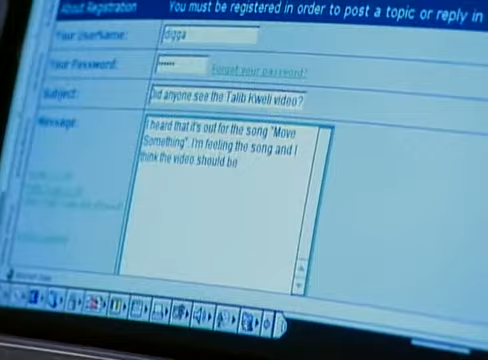 About Registration
You must be registered in order to post a topic or reply in
Your UserName:
digga
Your Password:
Forgot your password?
Subject:
Did anyone see the Talib Kweli video?
Message:
I heard that it's out for the song "Move
Something". I'm feeling the song and I
think the video should be